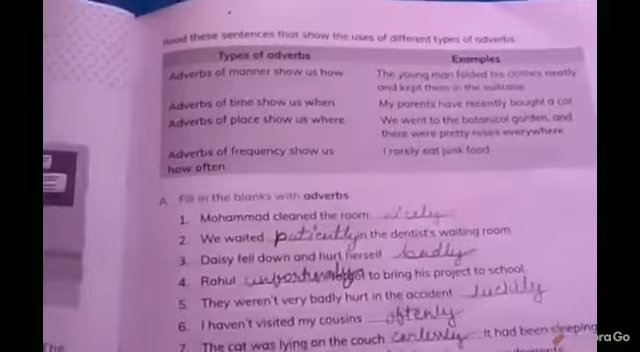 Read these sentences that show the uses of different types of adverbs.
Types of adverbs Examples
Adverbs of manner show us how The young man folded his clothes neatly
and kept them in the suitcase.
Adverbs of time show us when My parents have recently bought a car.
Adverbs of place show us where. We went to the botanical garden, and
there were pretty roses everywhere
Adverbs of frequency show us I rarely eat junk food
how often.
A. Fill in the blanks with adverbs
1. Mohammad cleaned the room nicely
2. We waited paticutly in the dentist's waiting room
3. Daisy fell down and hurt herself badly
4. Rahul to bring his project to school
5. They weren't very badly hurt in the accident luckily
6. I haven't visited my cousins oftenly
7. The cat was lying on the couch It had been sleeping
The
ora Go